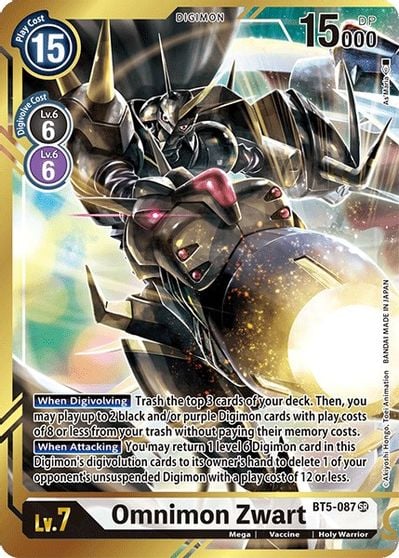 Play Cost
15
DIGIMON
15000
DP
Digivolve Cost
Lv.6
6
Lv.6
6
[When Digivolving] Trash the top 3 cards of your deck. Then, you
may play up to 2 black and/or purple Digimon cards with play costs
of 8 or less from your trash without paying their memory costs.
[When Attacking] You may return 1 level 6 Digimon card in this
Digimon's digivolution cards to its owner's hand to delete 1 of your
opponent's unsuspended Digimon with a play cost of 12 or less.
©Akiyoshi Hongo, Toei Animation
BANDAI MADE IN JAPAN
Lv.7
Omnimon Zwart
BT5-087 SR
Mega
Vaccine
Holy Warrior